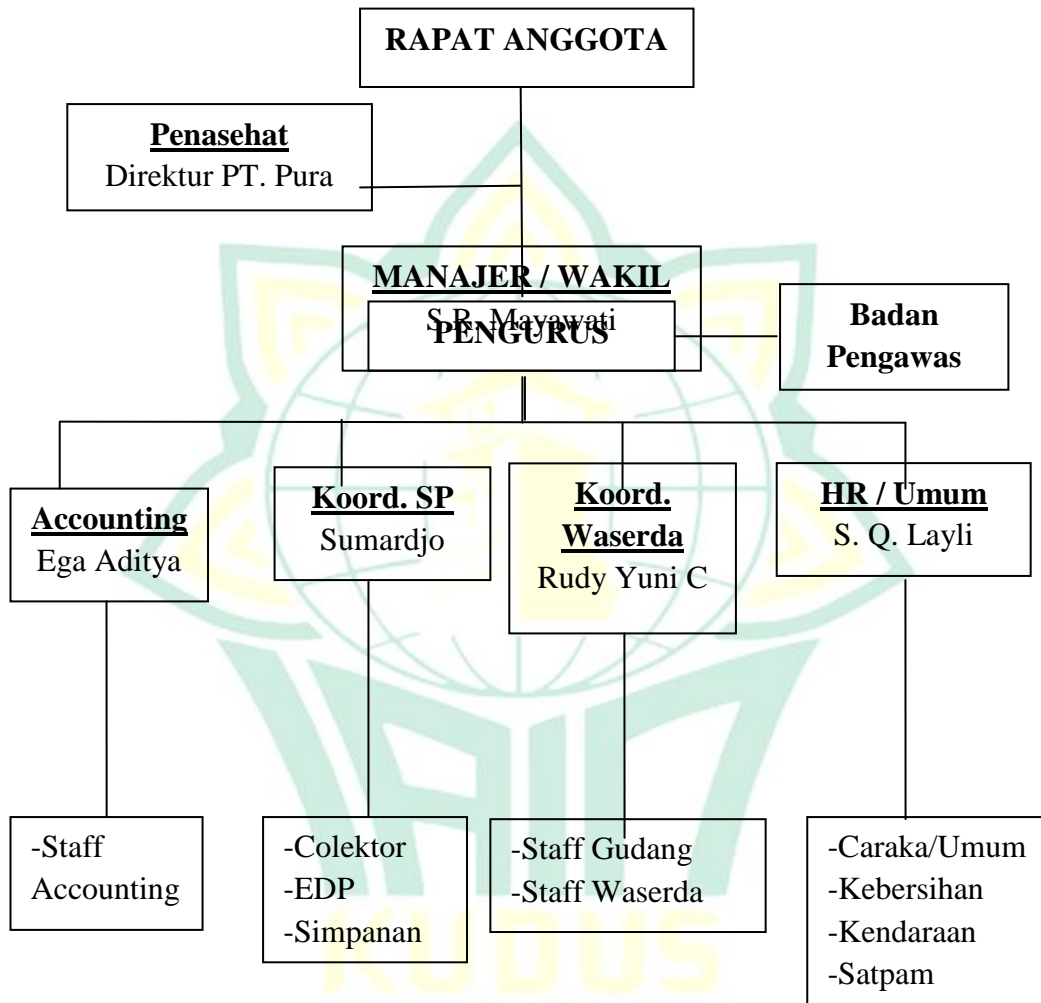 RAPAT ANGGOTA
Penasehat
Direktur PT. Pura
MANAJER / WAKIL
S.R. Mayawati
PENGURUS
Badan
Pengawas
Accounting
Ega Aditya
Koord. SP
Sumardjo
Koord.
Waserda
Rudy Yuni C
HR / Umum
S. Q. Layli
-Staff
Accounting
-Colektor
-EDP
-Simpanan
-Staff Gudang
-Staff Waserda
-Caraka/Umum
-Kebersihan
-Kendaraan
-Satpam
IAIN
KUDUS